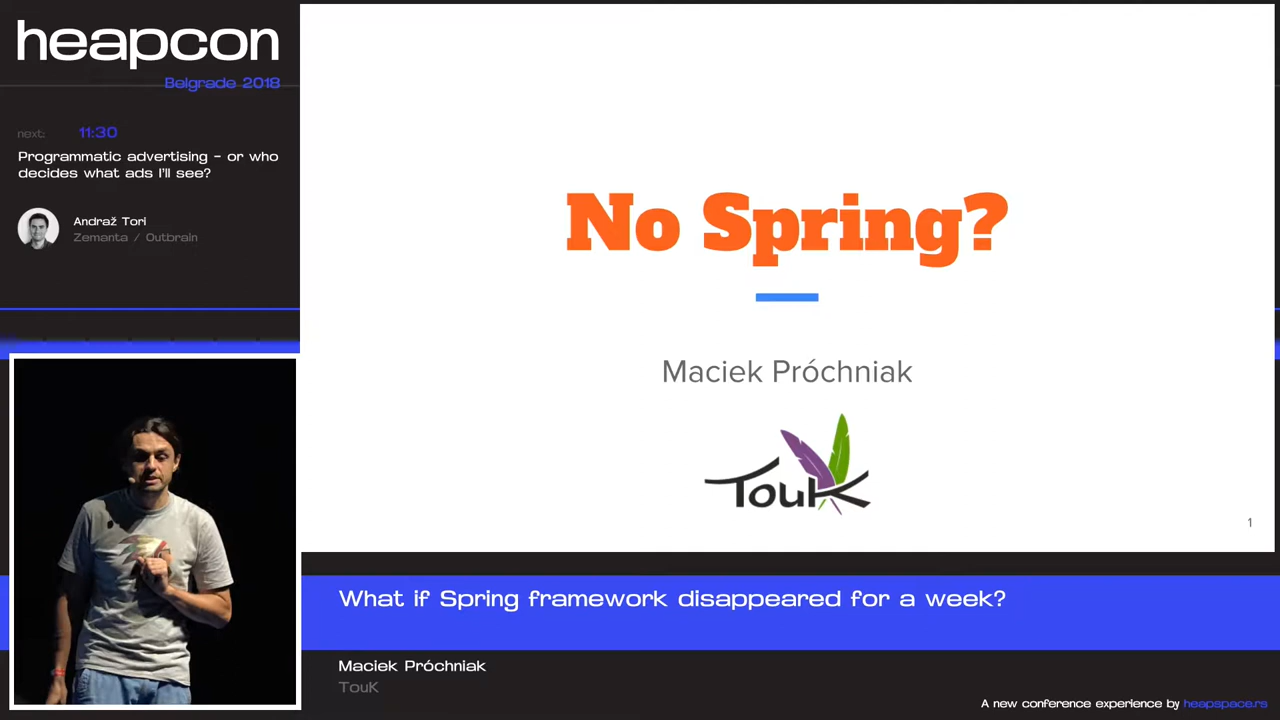 heapcon
Belgrade 2018
next: 11:30
Programmatic advertising - or who
decides what ads I'll see?
Andraž Tori
Zemanta / Outbrain
No Spring?
Maciek Próchniak
TouK
1
What if Spring framework disappeared for a week?
Maciek Próchniak
TouK
A new conference experience by heapspace.rs